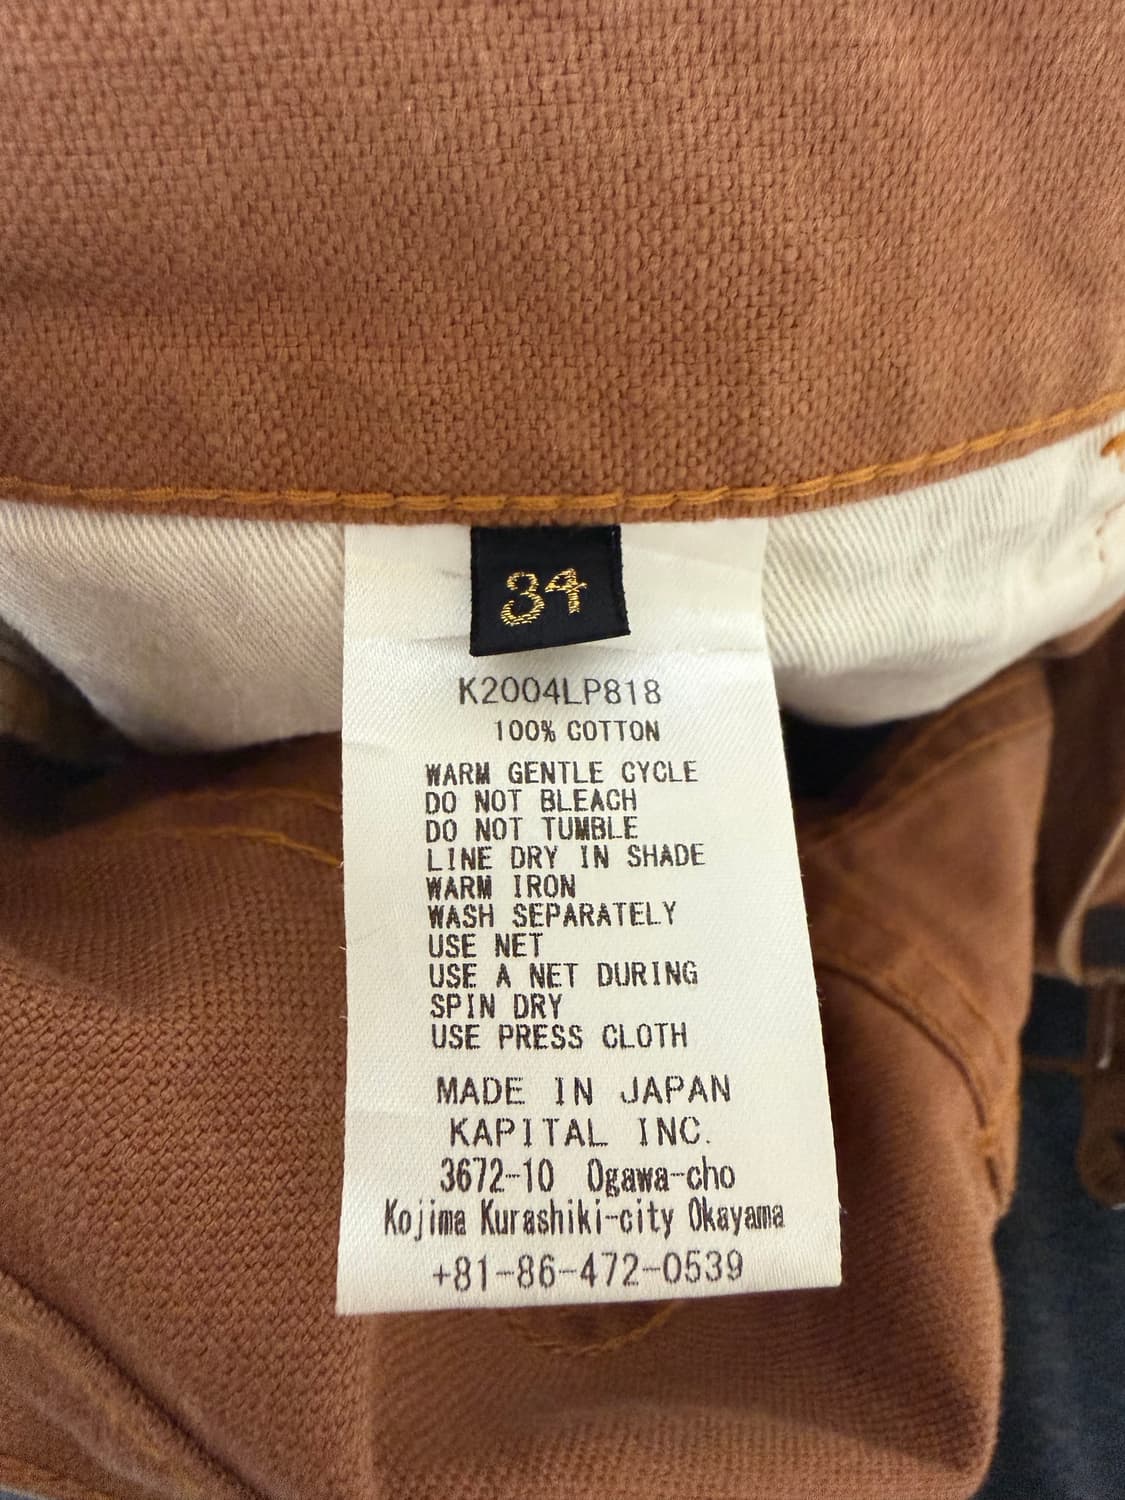 34
K2004LP818
100% COTTON
WARM GENTLE CYCLE
DO NOT BLEACH
DO NOT TUMBLE
LINE DRY IN SHADE
WARM IRON
WASH SEPARATELY
USE NET
USE A NET DURING
SPIN DRY
USE PRESS CLOTH
MADE IN JAPAN
KAPITAL INC.
3672-10 Ogawa-cho
Kojima Kurashiki-city Okayama
+81-86-472-0539